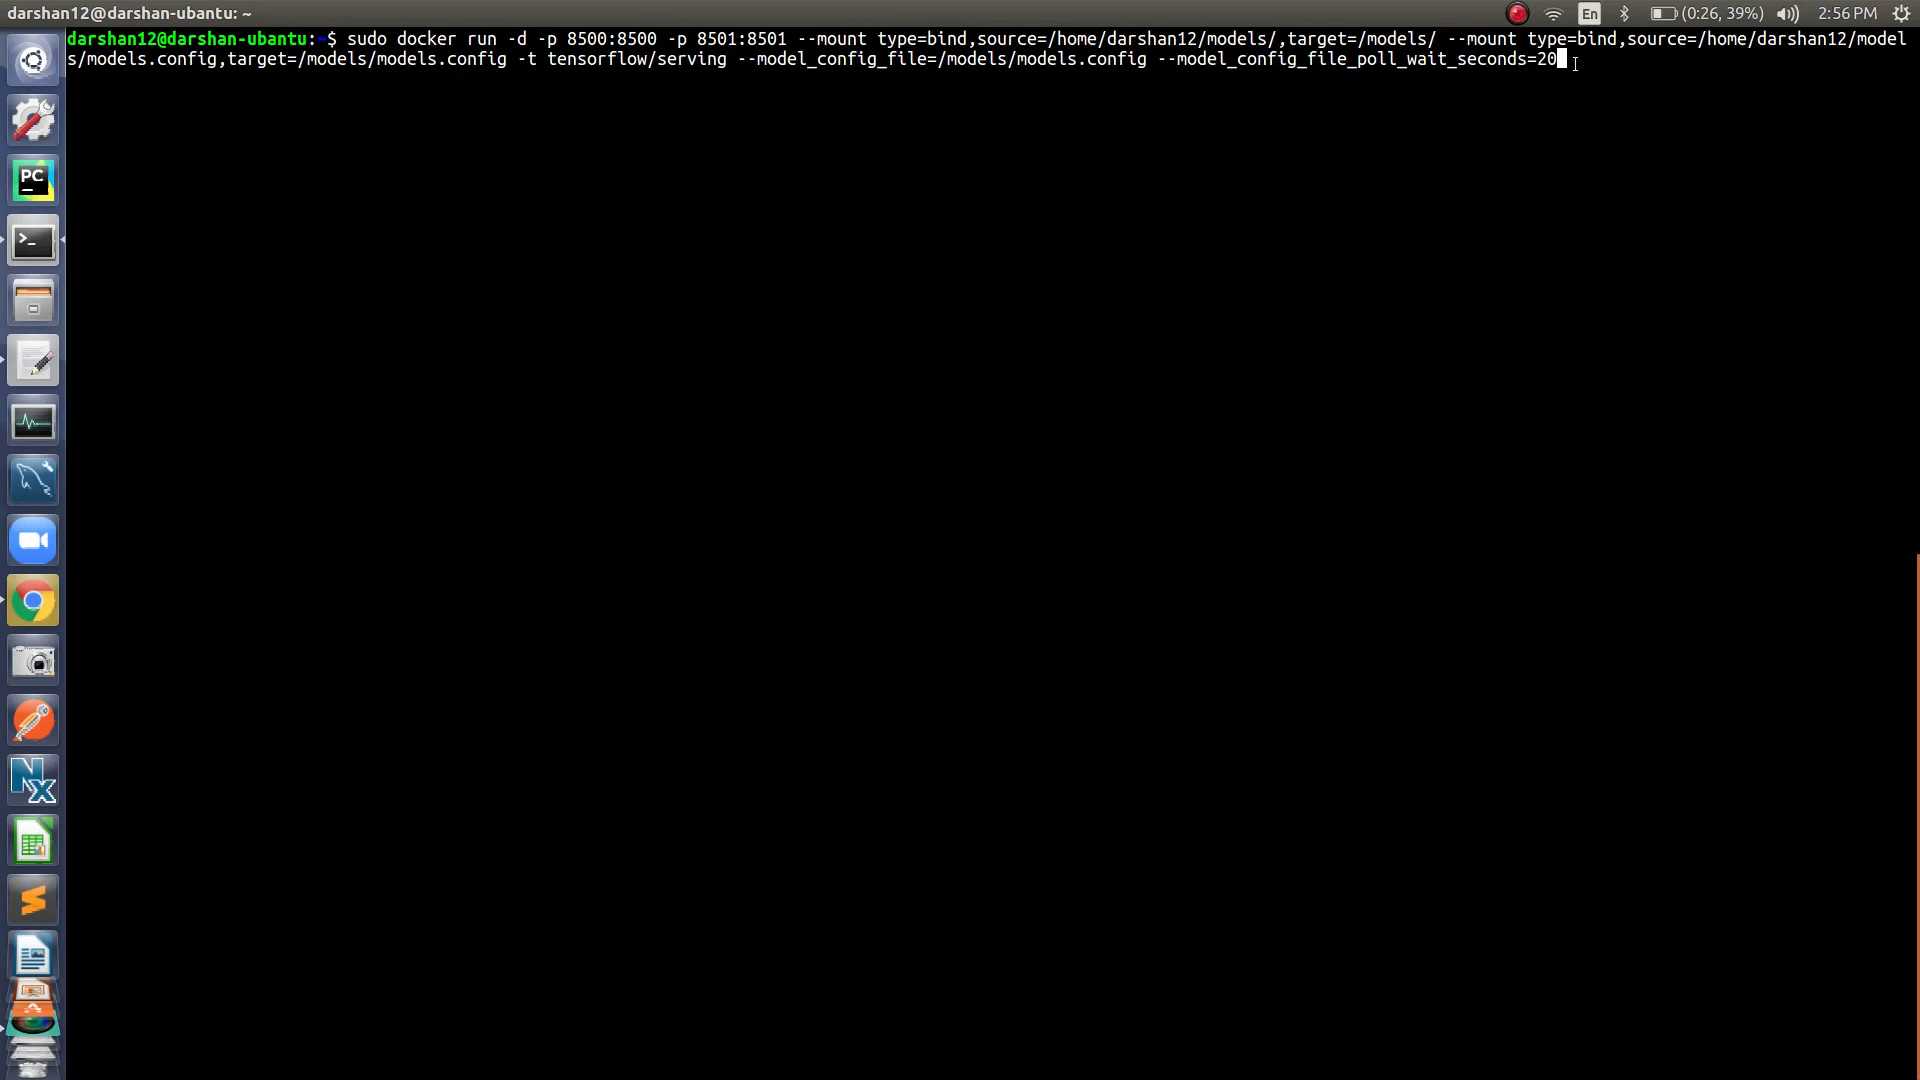 darshan12@darshan-ubantu: ~
En
(0:26, 39%)
2:56 PM
darshan12@darshan-ubantu:~$ sudo docker run -d -p 8500:8500 -p 8501:8501 --mount type=bind,source=/home/darshan12/models/,target=/models/ --mount type=bind,source=/home/darshan12/model
s/models.config,target=/models/models.config -t tensorflow/serving --model_config_file=/models/models.config --model_config_file_poll_wait_seconds=20
PC
>_
NX